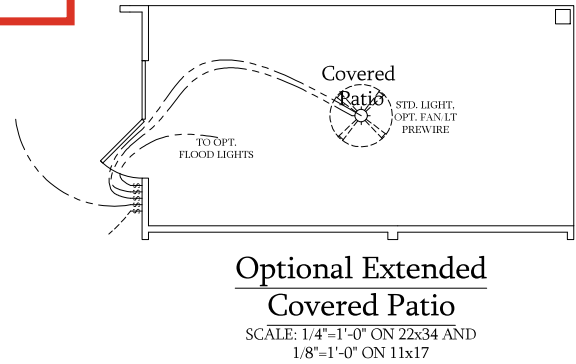 Covered
Patio
STD. LIGHT,
OPT. FAN/LT
PREWIRE
TO OPT.
FLOOD LIGHTS
$
$
$
$
$
Optional Extended
Covered Patio
SCALE: 1/4"=1'-0" ON 22x34 AND
1/8"=1'-0" ON 11x17